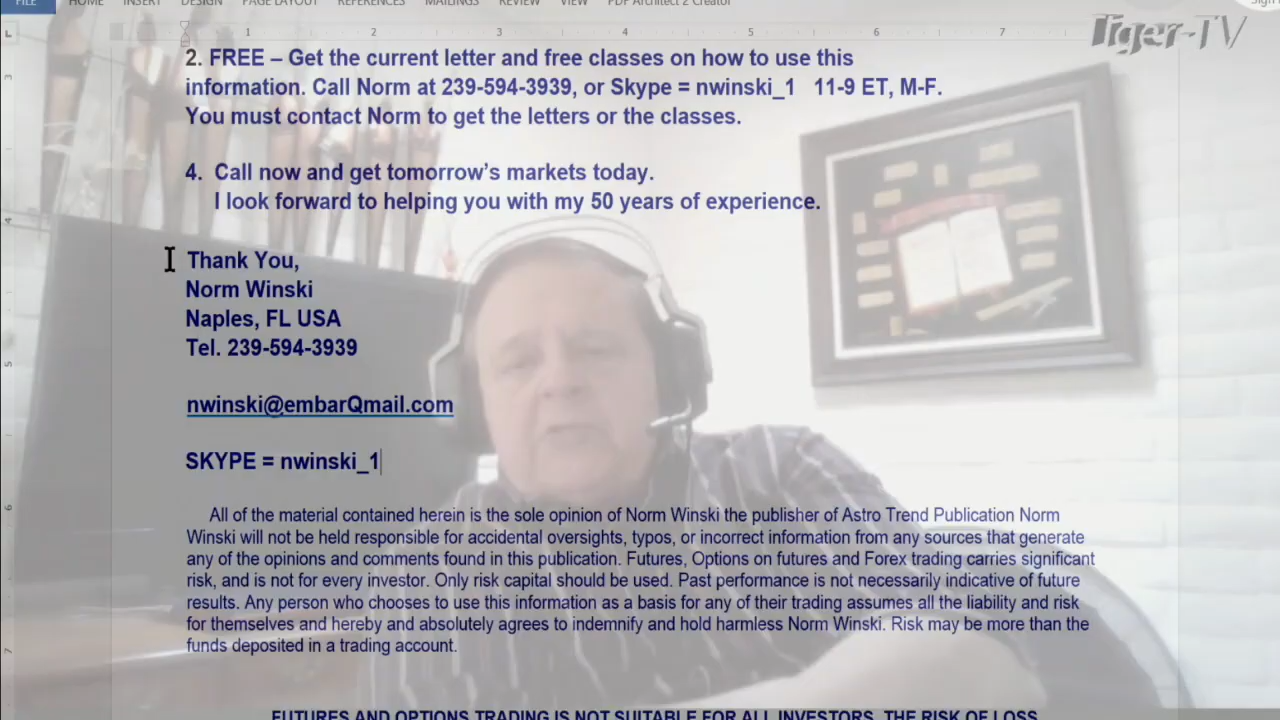 FILE HOME INSERT DESIGN PAGE LAYOUT REFERENCES MAILINGS REVIEW VIEW PDF Architect 2 Creator Sign
Tiger-TV
1 2 3 4 5 6 7
2. FREE – Get the current letter and free classes on how to use this
information. Call Norm at 239-594-3939, or Skype = nwinski_1 11-9 ET, M-F.
You must contact Norm to get the letters or the classes.
4. Call now and get tomorrow's markets today.
I look forward to helping you with my 50 years of experience.
Thank You,
Norm Winski
Naples, FL USA
Tel. 239-594-3939
nwinski@embarQmail.com
SKYPE = nwinski_1
All of the material contained herein is the sole opinion of Norm Winski the publisher of Astro Trend Publication Norm
Winski will not be held responsible for accidental oversights, typos, or incorrect information from any sources that generate
any of the opinions and comments found in this publication. Futures, Options on futures and Forex trading carries significant
risk, and is not for every investor. Only risk capital should be used. Past performance is not necessarily indicative of future
results. Any person who chooses to use this information as a basis for any of their trading assumes all the liability and risk
for themselves and hereby and absolutely agrees to indemnify and hold harmless Norm Winski. Risk may be more than the
funds deposited in a trading account.
FUTURES AND OPTIONS TRADING IS NOT SUITABLE FOR ALL INVESTORS. THE RISK OF LOSS